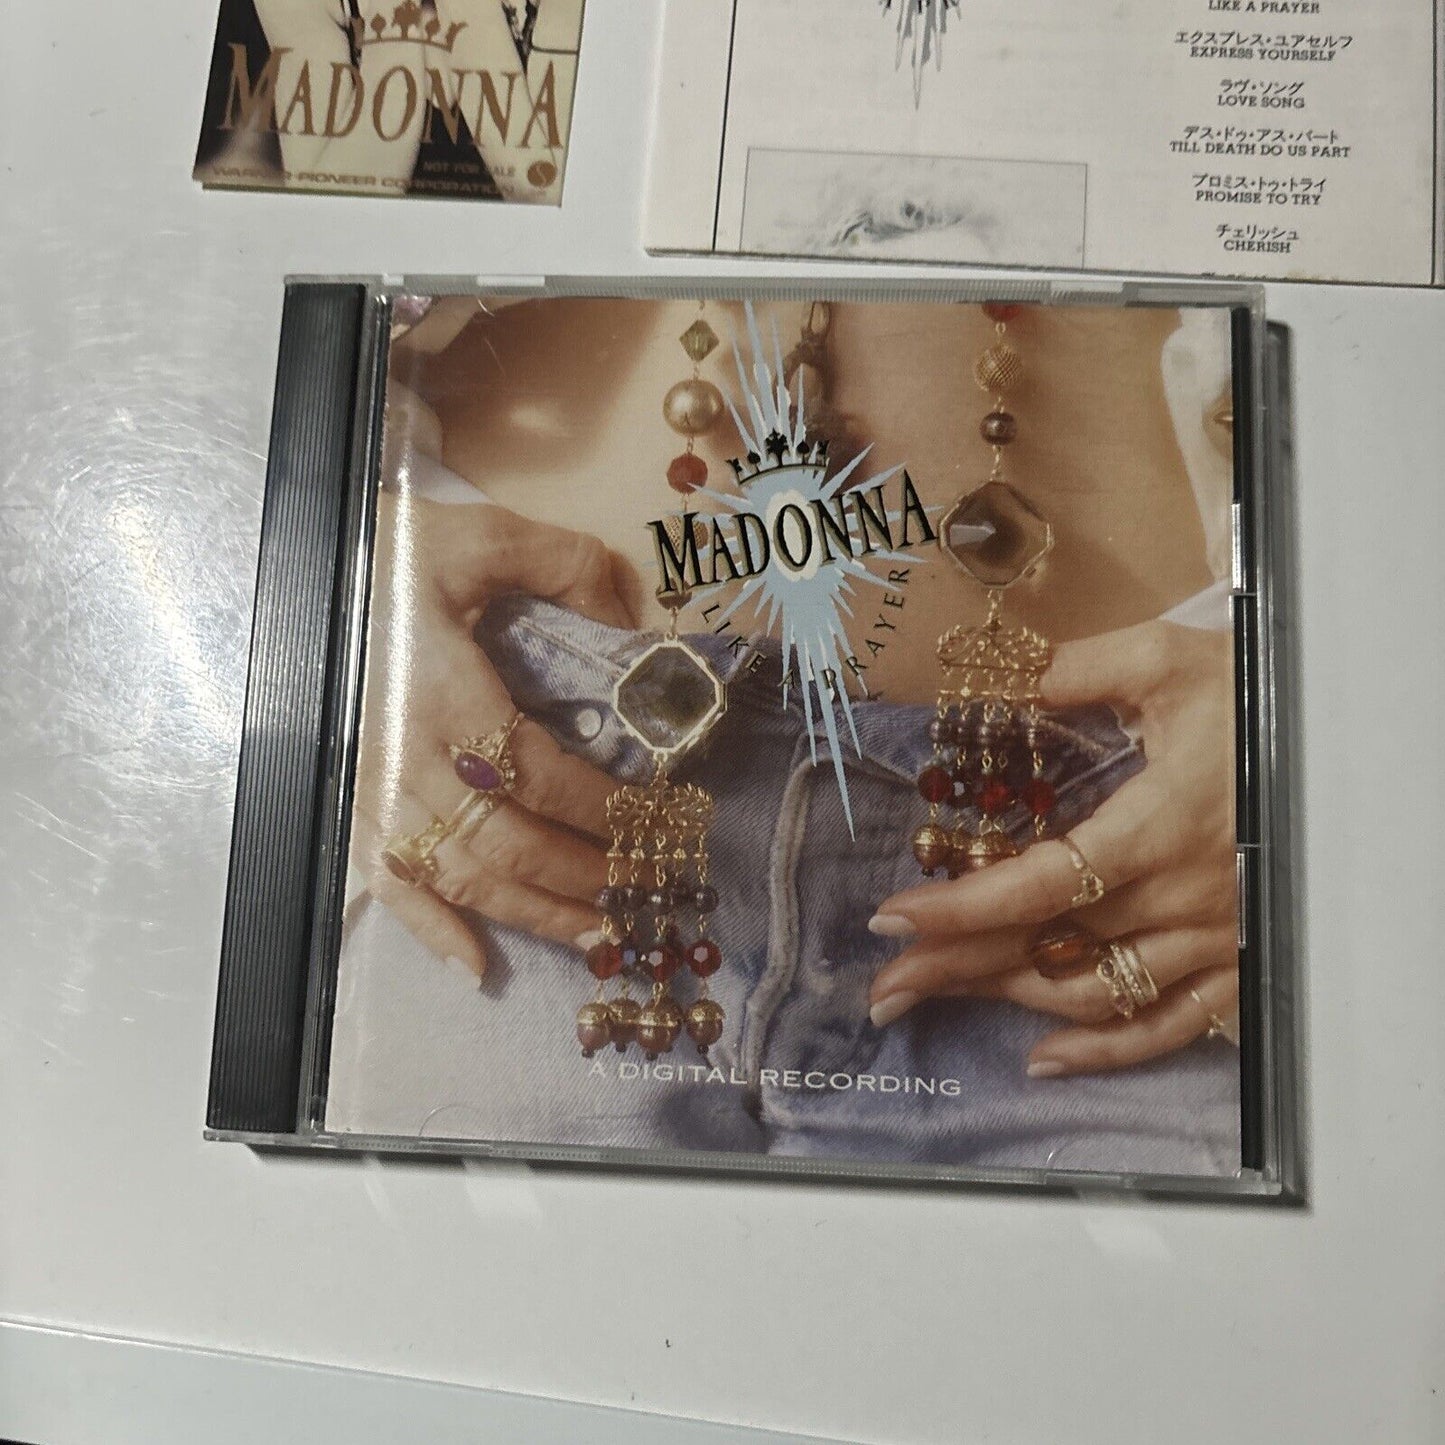 MADONNA
NOT FOR SALE
WARNER-PIONEER CORPORATION
LIKE A PRAYER
エクスプレス・ユアセルフ
EXPRESS YOURSELF
ラヴ・ソング
LOVE SONG
デス・ドゥ・アス・パート
TILL DEATH DO US PART
プロミス・トゥ・トライ
PROMISE TO TRY
チェリッシュ
CHERISH
MADONNA
LIKE A PRAYER
A DIGITAL RECORDING